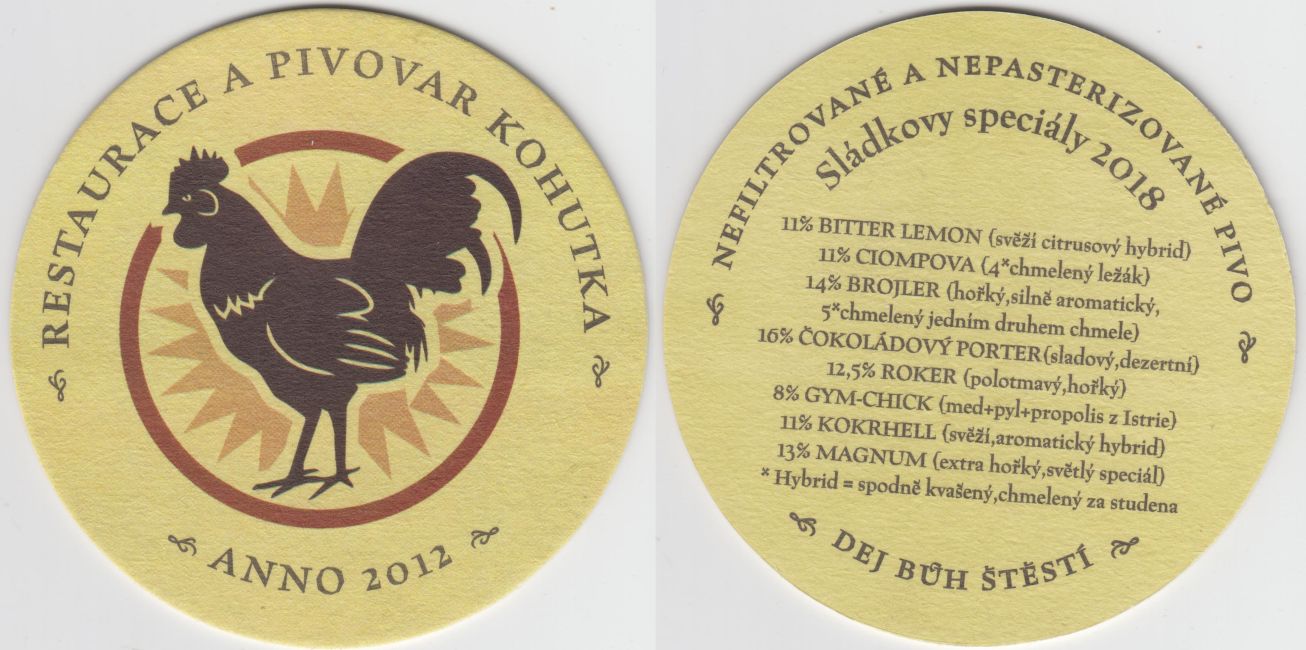 RESTAURACE A PIVOVAR KOHUTKA
ANNO 2012
NEFILTROVANÉ A NEPASTERIZOVANÉ PIVO
Sládkovy speciály 2018
11% BITTER LEMON (svěží citrusový hybrid)
11% CIOMPOVA (4*chmelený ležák)
14% BROJLER (hořký,silně aromatický,
5*chmelený jedním druhem chmele)
16% ČOKOLÁDOVÝ PORTER(sladový,dezertní)
12,5% ROKER (polotmavý,hořký)
8% GYM-CHICK (med+pyl+propolis z Istrie)
11% KOKRHELL (svěží,aromatický hybrid)
13% MAGNUM (extra hořký,světlý speciál)
* Hybrid = spodně kvašený,chmelený za studena
DEJ BŮH ŠTĚSTÍ